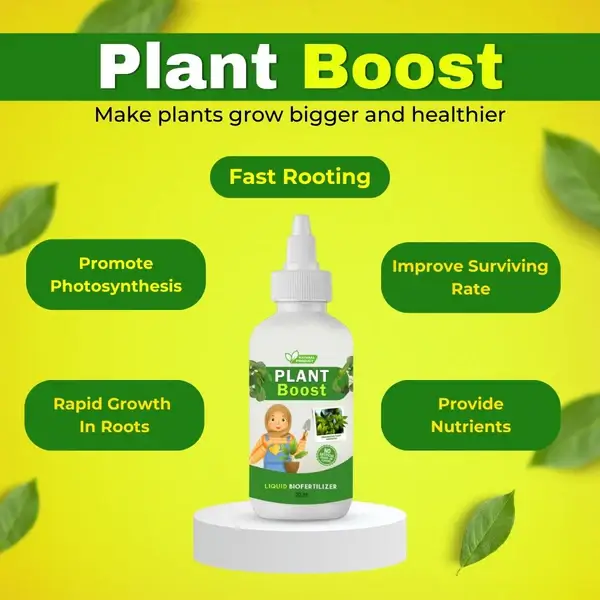 Plant Boost
Make plants grow bigger and healthier
Fast Rooting
Promote
Photosynthesis
Improve Surviving
Rate
Rapid Growth
In Roots
Provide
Nutrients
PLANT
Boost
LIQUID BIOFERTILIZER